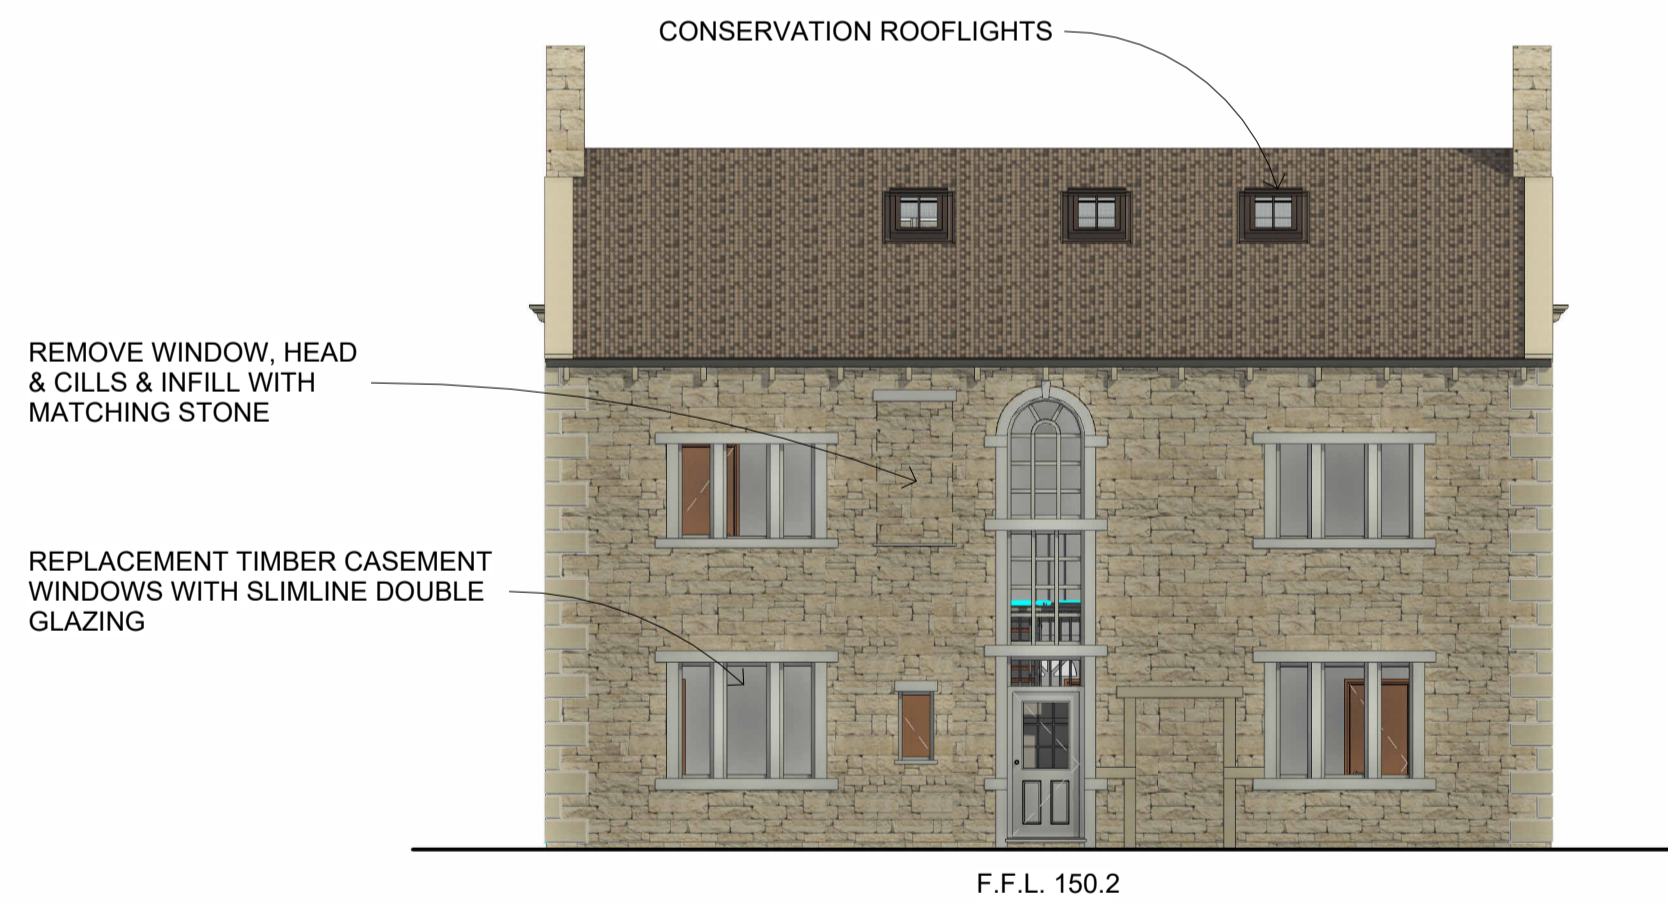 CONSERVATION ROOFLIGHTS
REMOVE WINDOW, HEAD
& CILLS & INFILL WITH
MATCHING STONE
REPLACEMENT TIMBER CASEMENT
WINDOWS WITH SLIMLINE DOUBLE
GLAZING
F.F.L. 150.2